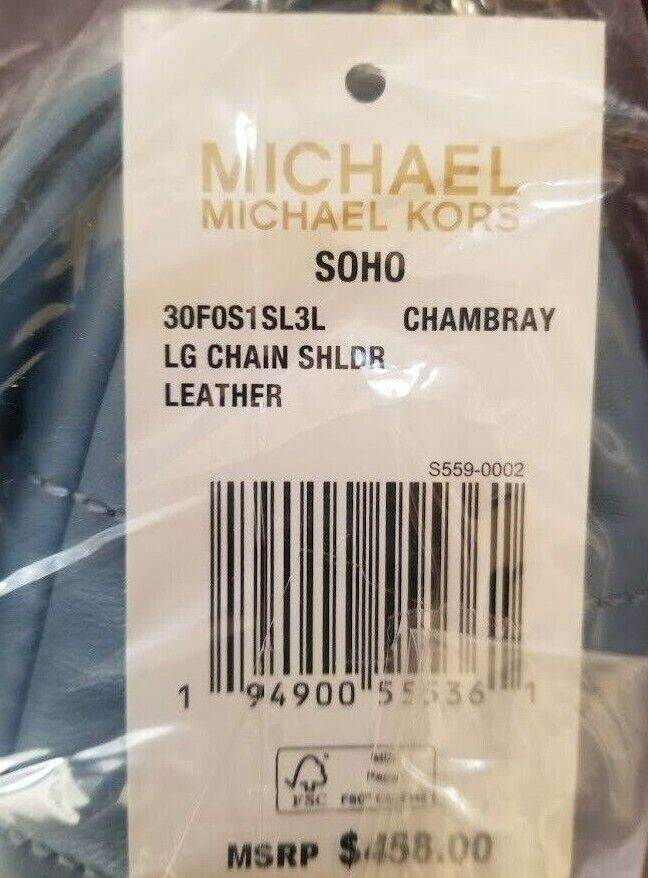 MICHAEL
MICHAEL KORS
SOHO
30F0S1SL3L CHAMBRAY
LG CHAIN SHLDR
LEATHER
S559-0002
1 94900 55536 1
FSC
MSRP $458.00